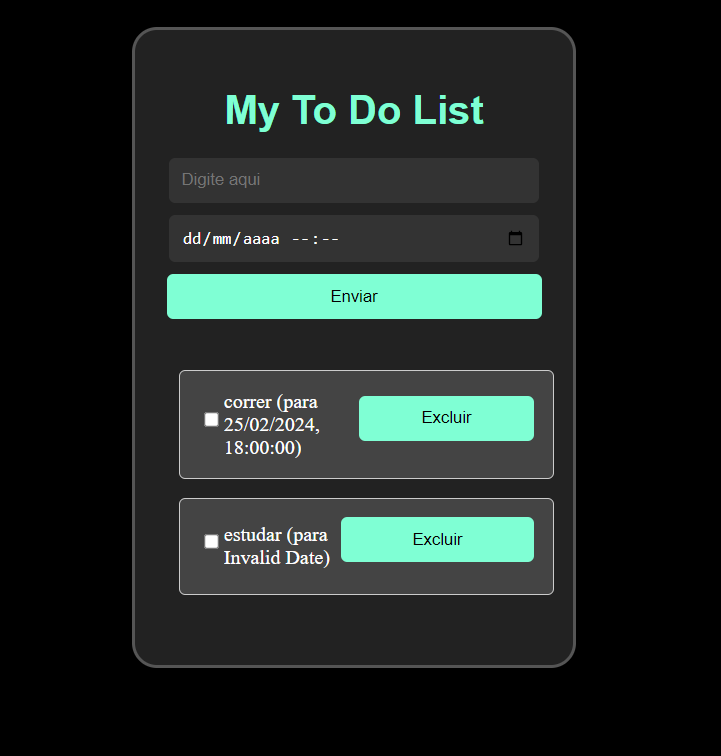 My To Do List
Digite aqui
dd/mm/aaaa --:--
Enviar
correr (para
25/02/2024,
18:00:00)
Excluir
estudar (para
Invalid Date)
Excluir